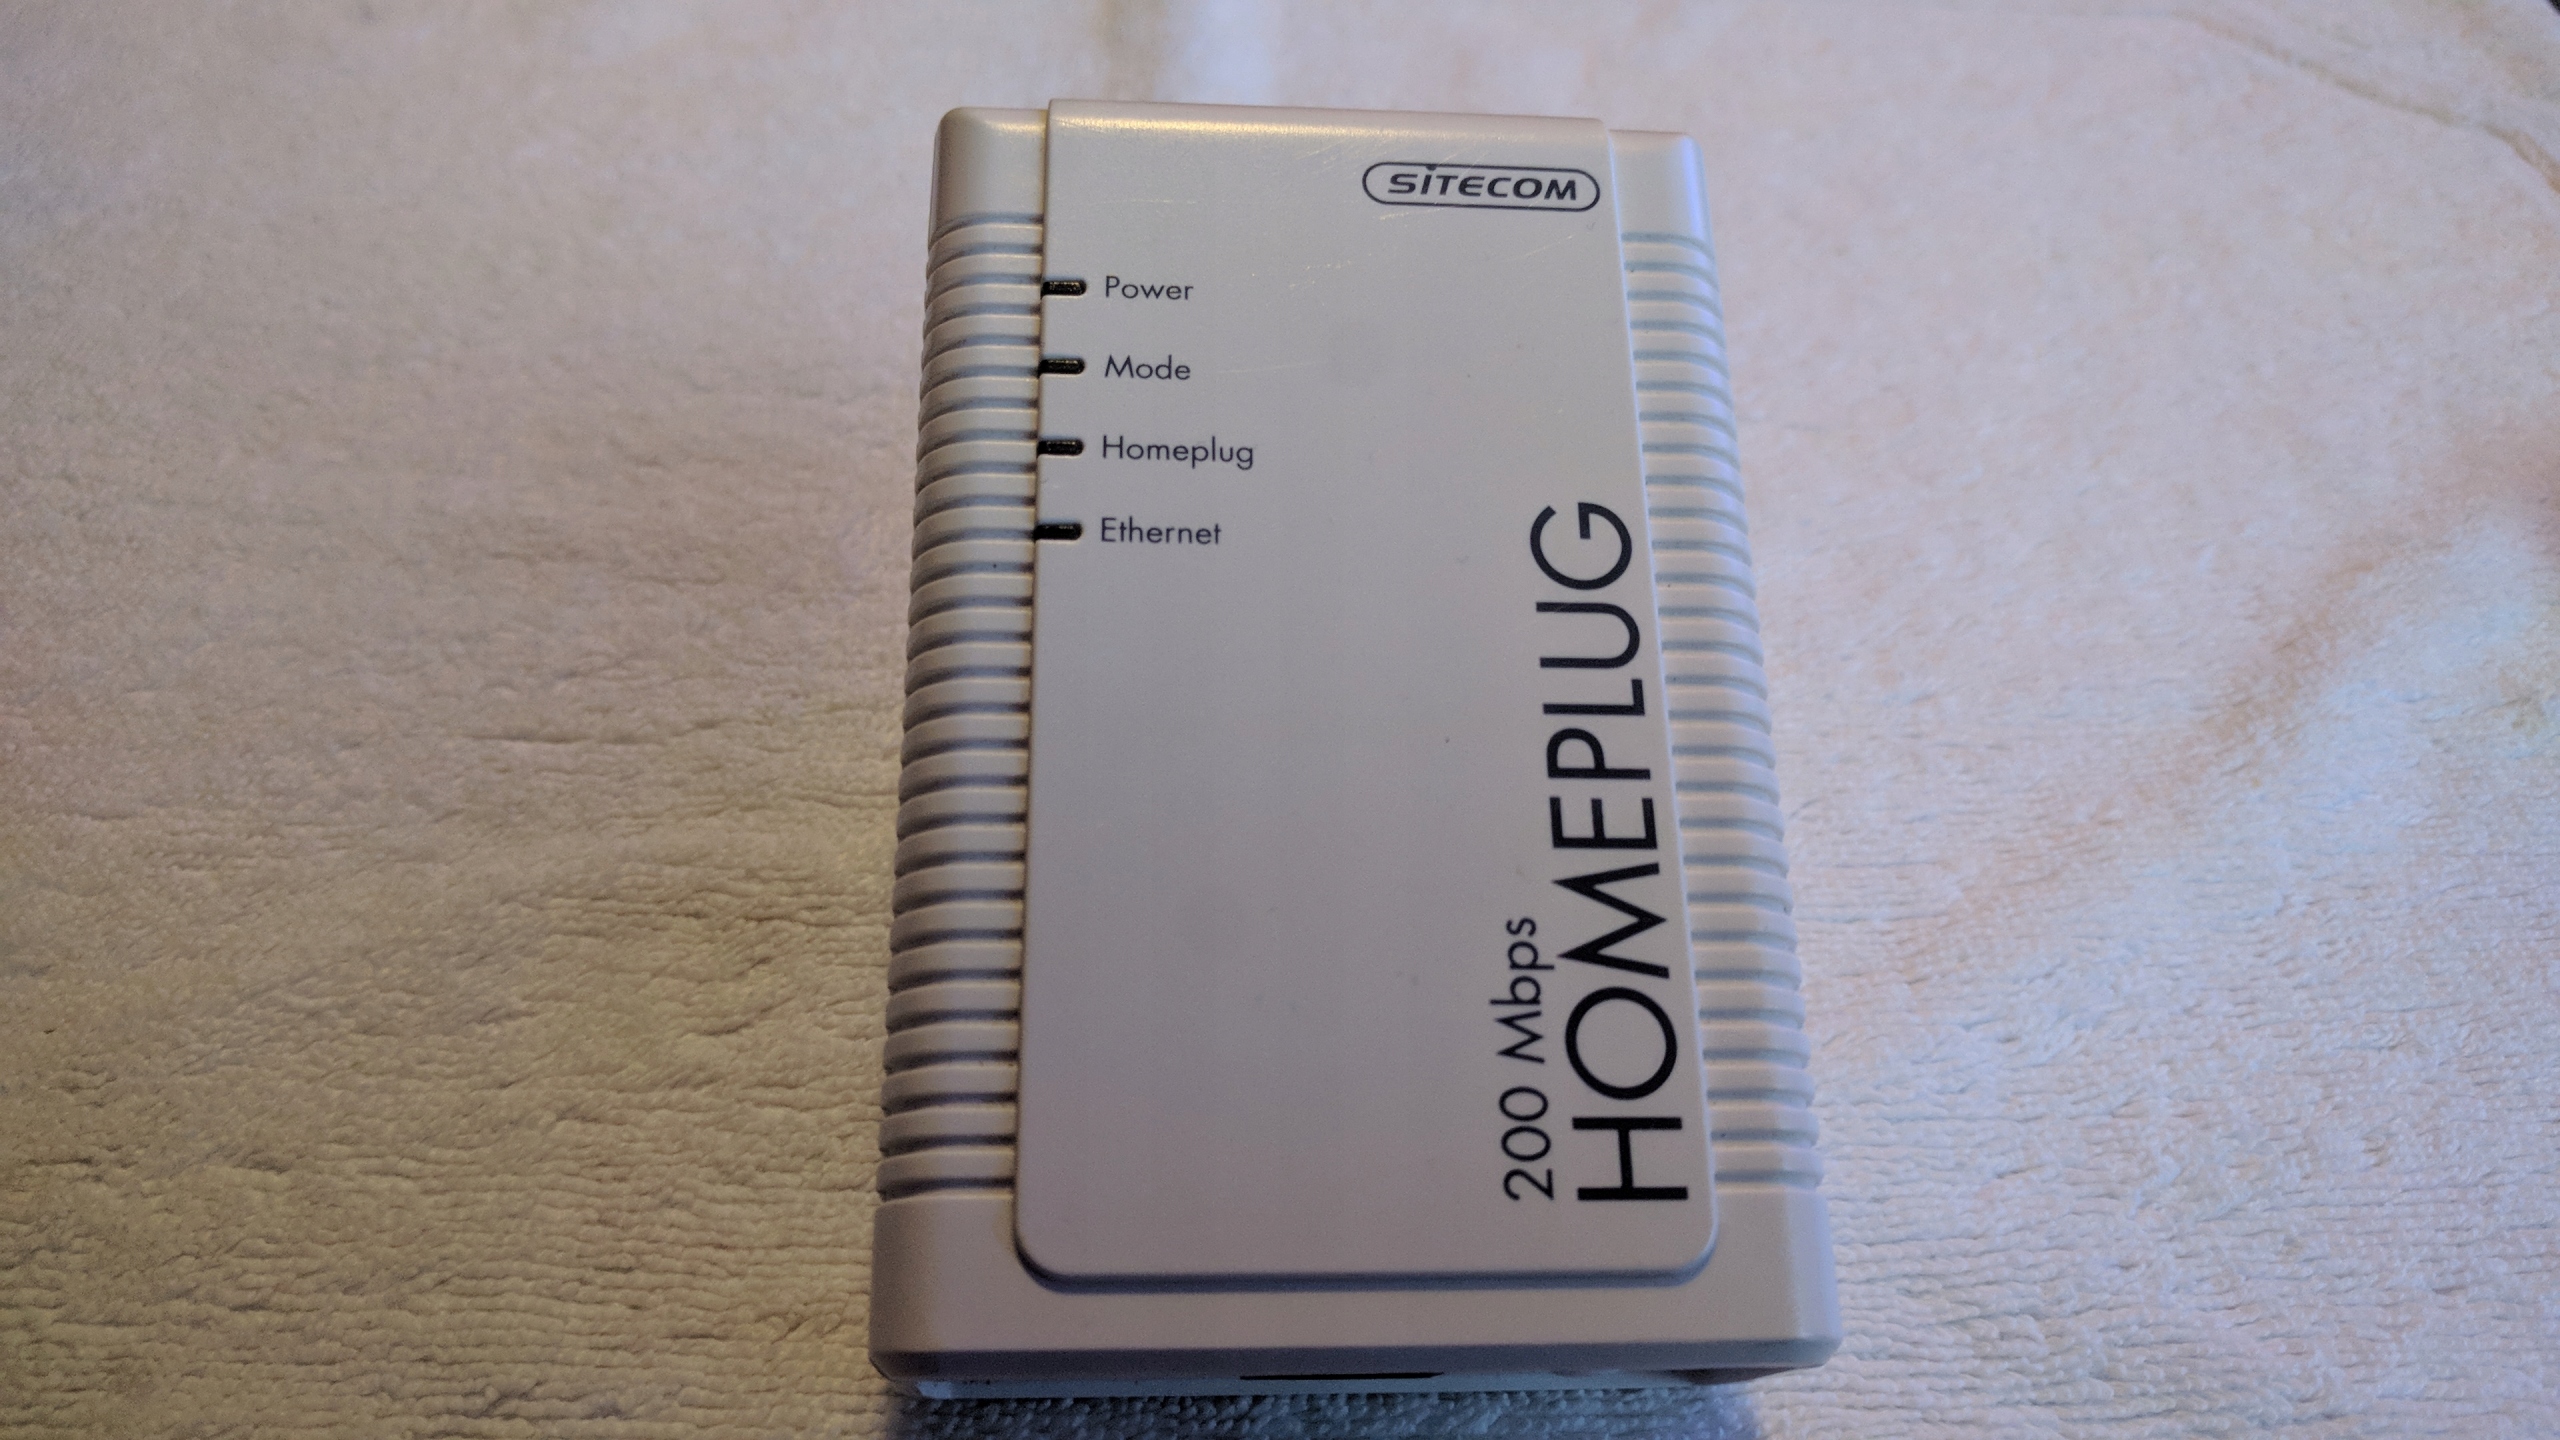 SITECOM
Power
Mode
Homeplug
Ethernet
200 Mbps
HOMEPLUG